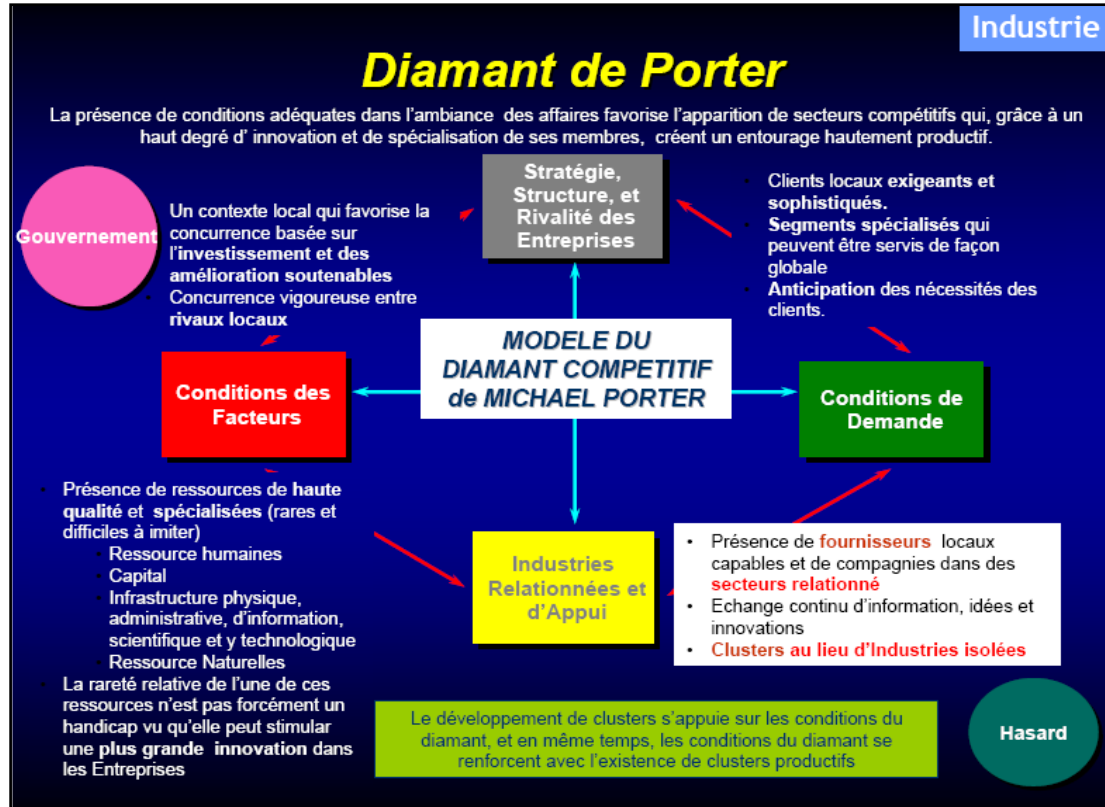 Industrie
Diamant de Porter
La présence de conditions adéquates dans l'ambiance des affaires favorise l'apparition de secteurs compétitifs qui, grâce à un
haut degré d' innovation et de spécialisation de ses membres, créent un entourage hautement productif.
Gouvernement
Un contexte local qui favorise la
concurrence basée sur
l'investissement et des
amélioration soutenables
• Concurrence vigoureuse entre
rivaux locaux
Stratégie,
Structure, et
Rivalité des
Entreprises
• Clients locaux exigeants et
sophistiqués.
• Segments spécialisés qui
peuvent être servis de façon
globale
• Anticipation des nécessités des
clients.
Conditions des
Facteurs
MODELE DU
DIAMANT COMPETITIF
de MICHAEL PORTER
Conditions de
Demande
• Présence de ressources de haute
qualité et spécialisées (rares et
difficiles à imiter)
• Ressource humaines
• Capital
• Infrastructure physique,
administrative, d'information,
scientifique et y technologique
• Ressource Naturelles
• La rareté relative de l'une de ces
ressources n'est pas forcément un
handicap vu qu'elle peut stimular
une plus grande innovation dans
les Entreprises
Industries
Relationnées et
d'Appui
• Présence de fournisseurs locaux
capables et de compagnies dans des
secteurs relationné
• Echange continu d'information, idées et
innovations
• Clusters au lieu d'Industries isolées
Le développement de clusters s'appuie sur les conditions du
diamant, et en même temps, les conditions du diamant se
renforcent avec l'existence de clusters productifs
Hasard